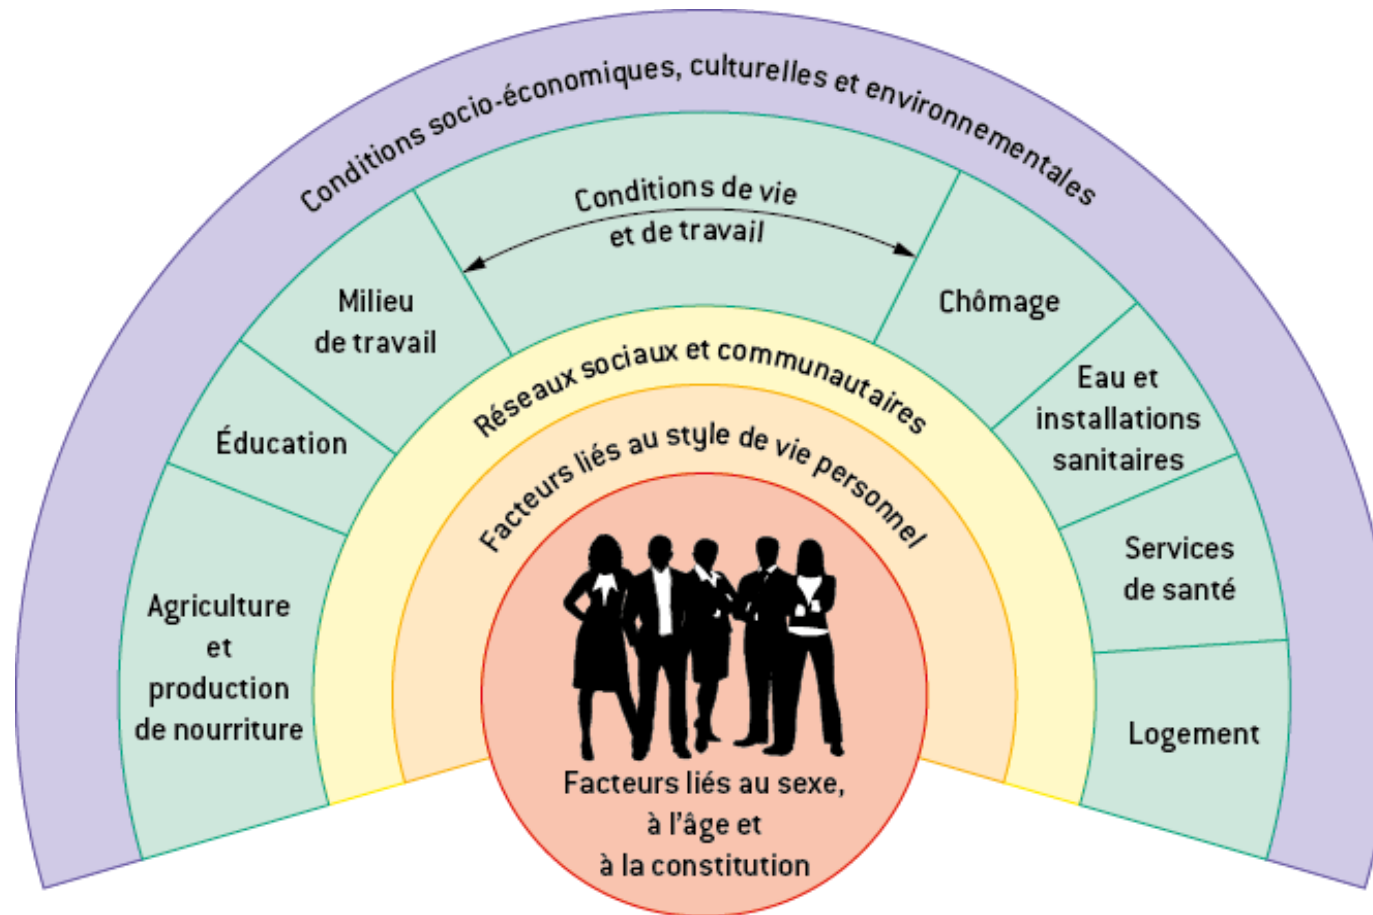 Conditions socio-économiques, culturelles et environnementales
Conditions de vie
et de travail
Milieu
de travail
Chômage
Éducation
Eau et
installations
sanitaires
Agriculture
et
production
de nourriture
Services
de santé
Logement
Réseaux sociaux et communautaires
Facteurs liés au style de vie personnel
Facteurs liés au sexe,
à l'âge et
à la constitution